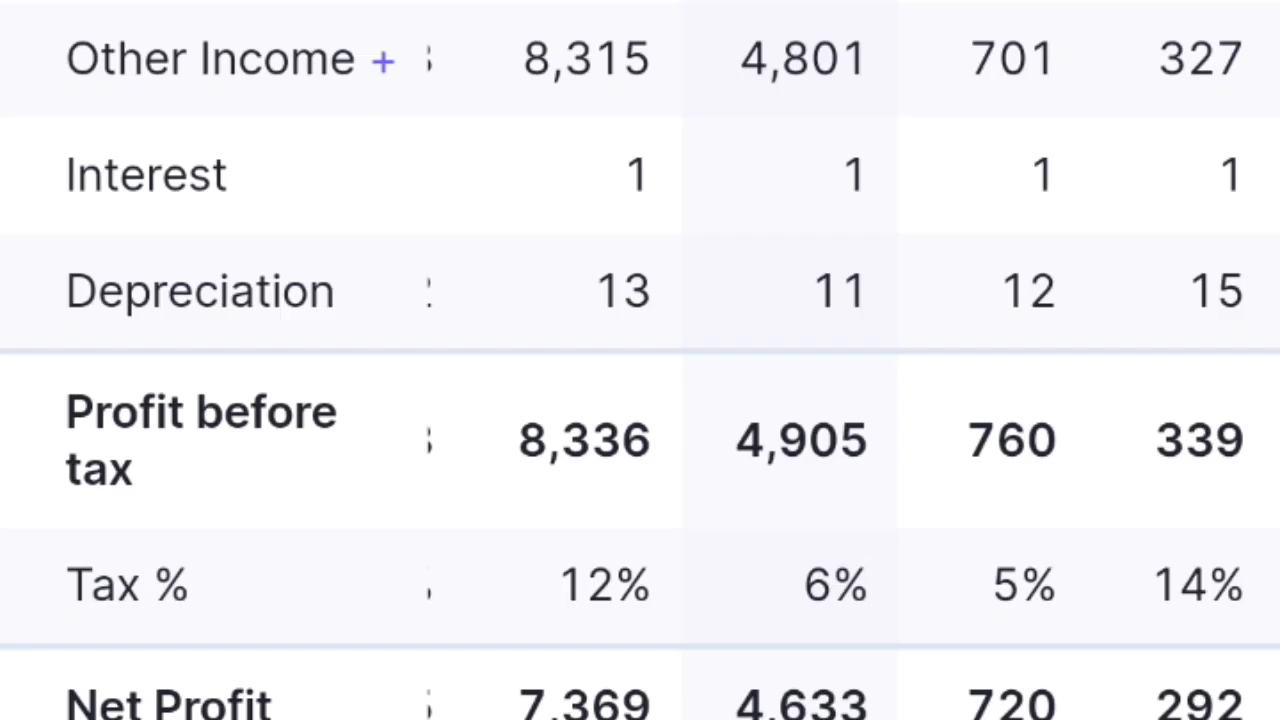 Other Income + 8,315 4,801 701 327
Interest 1 1 1 1
Depreciation 13 11 12 15
Profit before
tax 8,336 4,905 760 339
Tax % 12% 6% 5% 14%
Net Profit 7,369 4,633 720 292